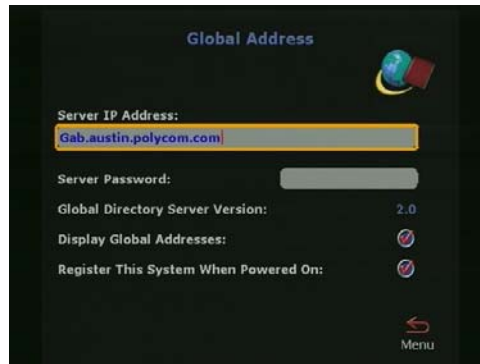 Global Address
Server IP Address:
Gab.austin.polycom.com
Server Password:
Global Directory Server Version: 2.0
Display Global Addresses:
Register This System When Powered On:
Menu